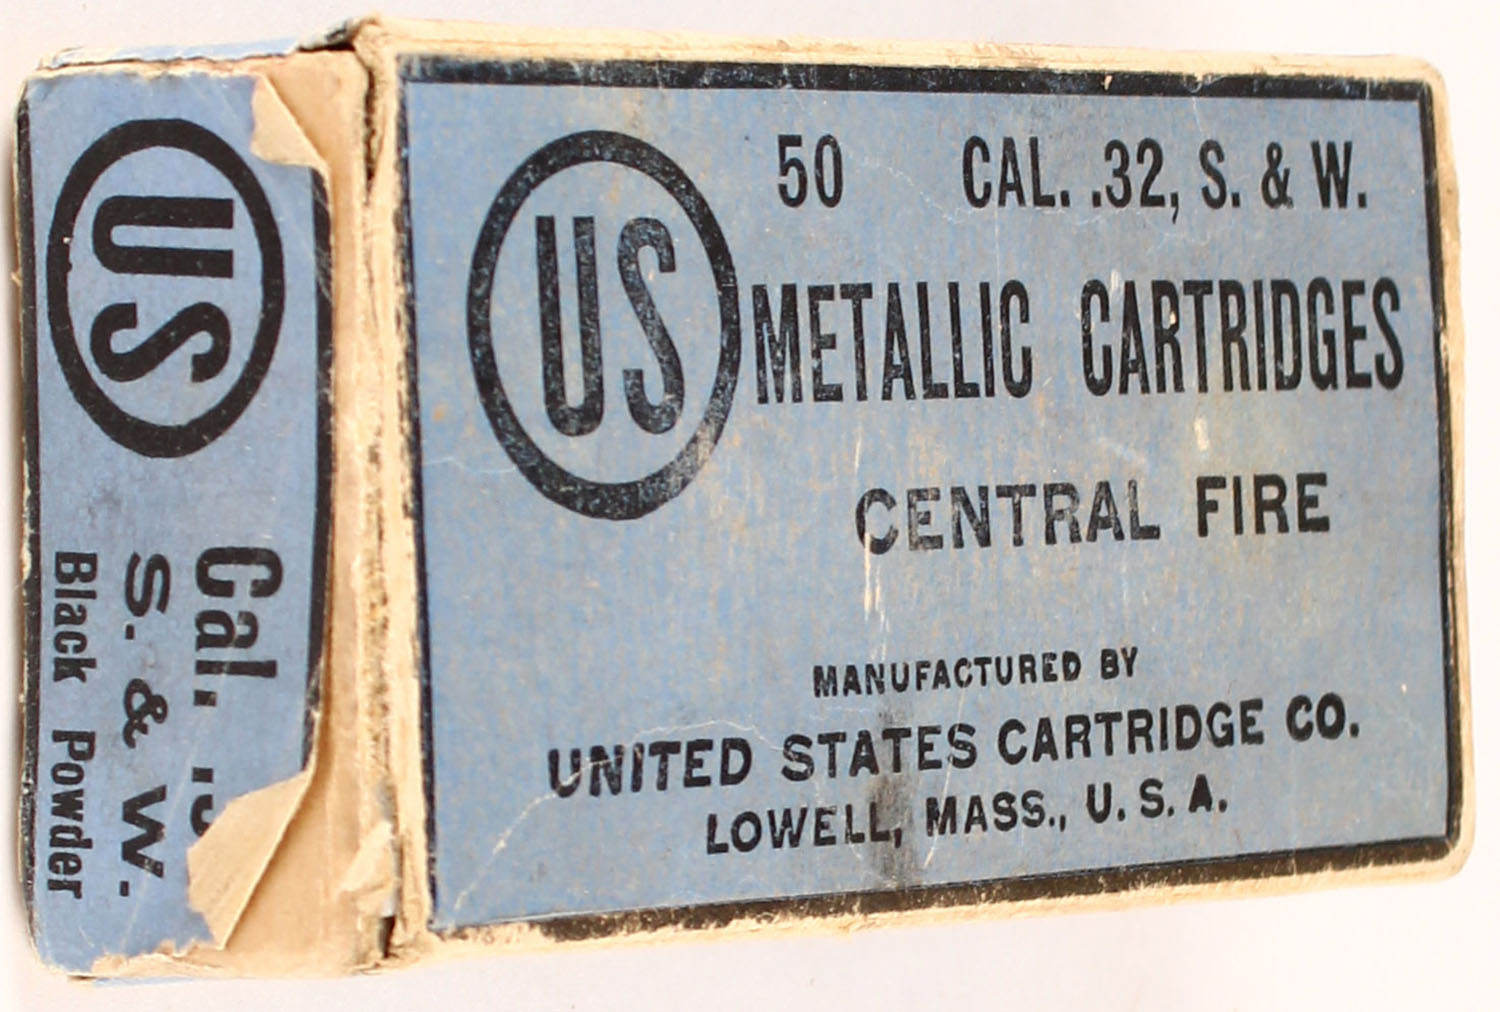 US
50 CAL. .32, S. & W.
METALLIC CARTRIDGES
CENTRAL FIRE
MANUFACTURED BY
UNITED STATES CARTRIDGE CO.
LOWELL, MASS., U. S. A.
US
Cal.
S. & W.
Black Powder